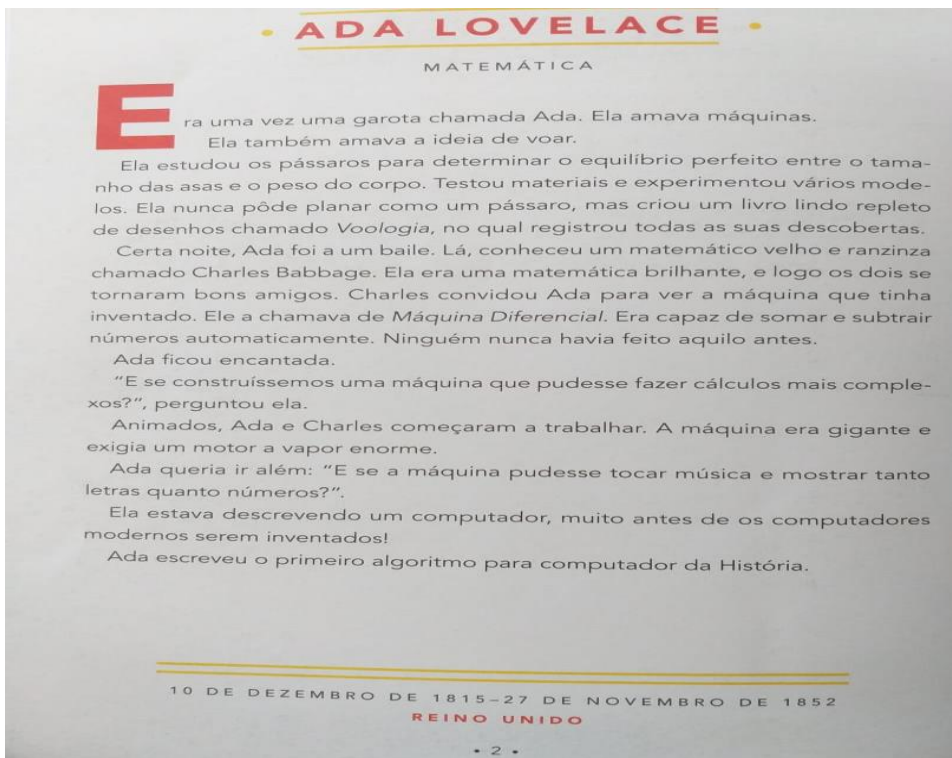 • ADA LOVELACE •
MATEMÁTICA
Era uma vez uma garota chamada Ada. Ela amava máquinas.
Ela também amava a ideia de voar.
Ela estudou os pássaros para determinar o equilíbrio perfeito entre o tama-
nho das asas e o peso do corpo. Testou materiais e experimentou vários mode-
los. Ela nunca pôde planar como um pássaro, mas criou um livro lindo repleto
de desenhos chamado Voologia, no qual registrou todas as suas descobertas.
Certa noite, Ada foi a um baile. Lá, conheceu um matemático velho e ranzinza
chamado Charles Babbage. Ela era uma matemática brilhante, e logo os dois se
tornaram bons amigos. Charles convidou Ada para ver a máquina que tinha
inventado. Ele a chamava de Máquina Diferencial. Era capaz de somar e subtrair
números automaticamente. Ninguém nunca havia feito aquilo antes.
Ada ficou encantada.
“E se construíssemos uma máquina que pudesse fazer cálculos mais comple-
xos?”, perguntou ela.
Animados, Ada e Charles começaram a trabalhar. A máquina era gigante e
exigia um motor a vapor enorme.
Ada queria ir além: “E se a máquina pudesse tocar música e mostrar tanto
letras quanto números?”.
Ela estava descrevendo um computador, muito antes de os computadores
modernos serem inventados!
Ada escreveu o primeiro algoritmo para computador da História.
10 DE DEZEMBRO DE 1815–27 DE NOVEMBRO DE 1852
REINO UNIDO
• 2 •